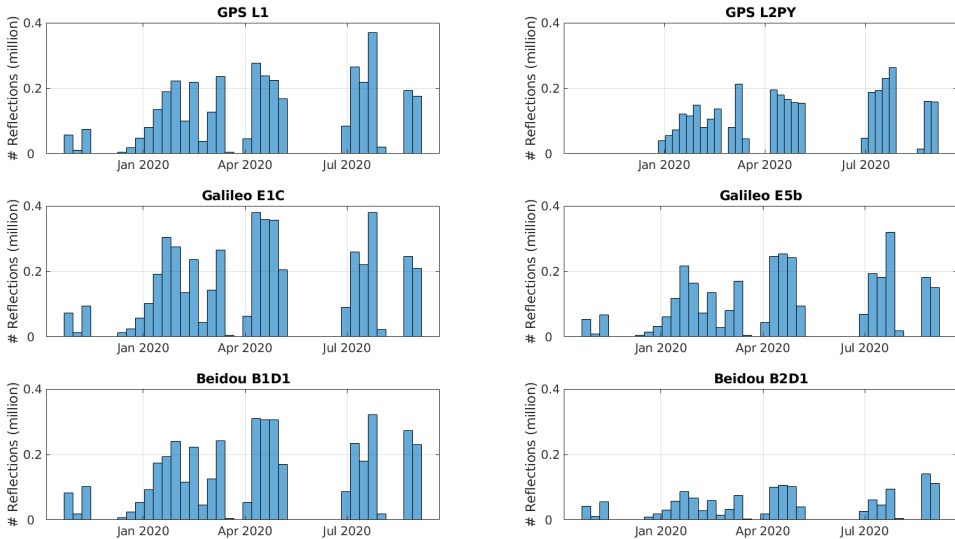 GPS L1
# Reflections (million)
0.4
0.2
0
Jan 2020
Apr 2020
Jul 2020
GPS L2PY
# Reflections (million)
0.4
0.2
0
Jan 2020
Apr 2020
Jul 2020
Galileo E1C
# Reflections (million)
0.4
0.2
0
Jan 2020
Apr 2020
Jul 2020
Galileo E5b
# Reflections (million)
0.4
0.2
0
Jan 2020
Apr 2020
Jul 2020
Beidou B1D1
# Reflections (million)
0.4
0.2
0
Jan 2020
Apr 2020
Jul 2020
Beidou B2D1
# Reflections (million)
0.4
0.2
0
Jan 2020
Apr 2020
Jul 2020